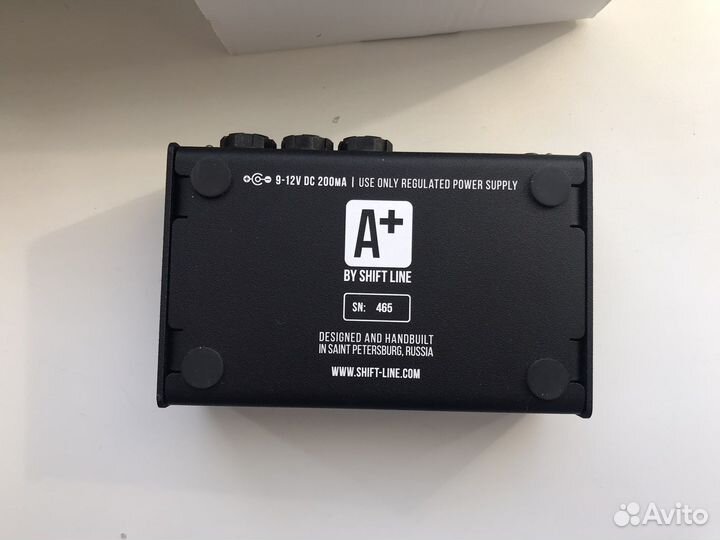 9-12V DC 200MA | USE ONLY REGULATED POWER SUPPLY
A+
BY SHIFT LINE
SN: 465
DESIGNED AND HANDBUILT
IN SAINT PETERSBURG, RUSSIA
WWW.SHIFT-LINE.COM
Avito